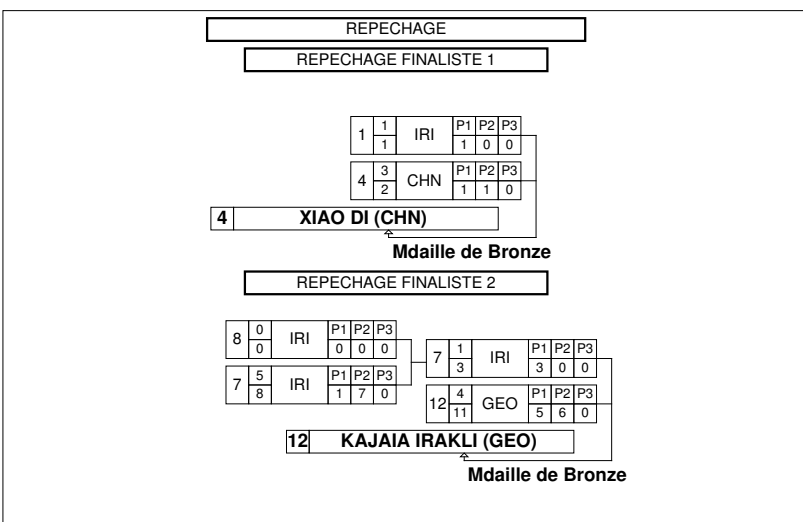 REPECHAGE
REPECHAGE FINALISTE 1
1 1 IRI P1 P2 P3
1 1 0 0
4 3 CHN P1 P2 P3
2 1 1 0
4 XIAO DI (CHN)
Mdaille de Bronze
REPECHAGE FINALISTE 2
8 0 IRI P1 P2 P3
0 0 0 0
7 1 IRI P1 P2 P3
3 3 0 0
7 5 IRI P1 P2 P3
8 1 7 0
12 4 GEO P1 P2 P3
11 5 6 0
12 KAJAIA IRAKLI (GEO)
Mdaille de Bronze